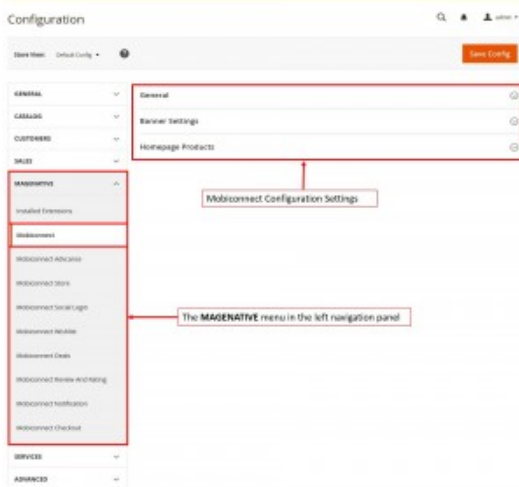 Configuration
admin
Store View: Default Config
Save Config
GENERAL
CATALOG
CUSTOMERS
SALES
MAGENATIVE
Installed Extensions
Mobiconnect
Mobiconnect Advance
Mobiconnect Store
Mobiconnect Social Login
Mobiconnect Wishlist
Mobiconnect Deals
Mobiconnect Review And Rating
Mobiconnect Notification
Mobiconnect Checkout
SERVICES
ADVANCED
General
Banner Settings
Homepage Products
Mobiconnect Configuration Settings
The MAGENATIVE menu in the left navigation panel